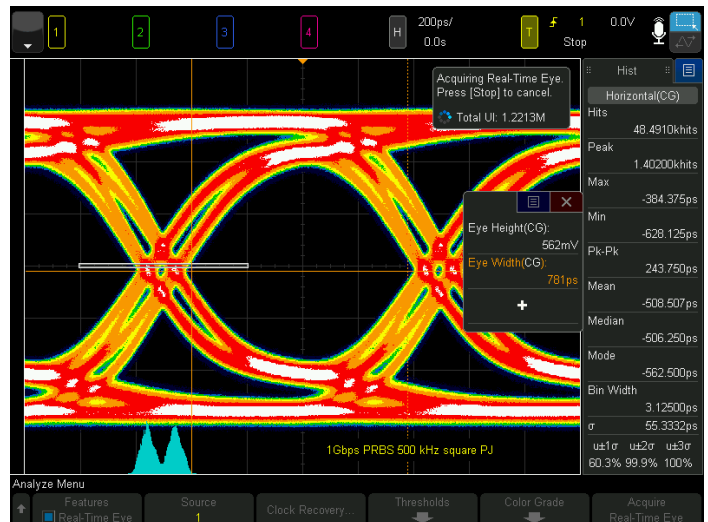 1
2
3
4
H
200ps/
0.0s
T
1
Stop
0.0V
Acquiring Real-Time Eye.
Press [Stop] to cancel.
Total UI: 1.2213M
Hist
Horizontal(CG)
Hits
48.4910khits
Peak
1.40200khits
Max
-384.375ps
Min
-628.125ps
Pk-Pk
243.750ps
Mean
-508.507ps
Median
-506.250ps
Mode
-562.500ps
Bin Width
3.12500ps
σ
55.3332ps
u±1σ u±2σ u±3σ
60.3% 99.9% 100%
Eye Height(CG):
562mV
Eye Width(CG):
781ps
1Gbps PRBS 500 kHz square PJ
Analyze Menu
Features
Real-Time Eye
Source
1
Clock Recovery...
Thresholds
Color Grade
Acquire
Real-Time Eye